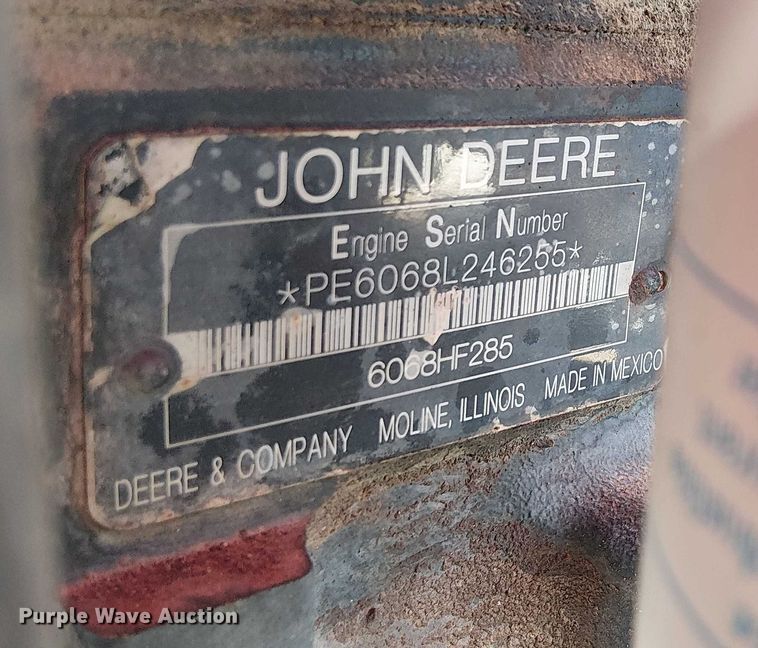 JOHN DEERE
Engine Serial Number
*PE6068L246255*
6068HF285
DEERE & COMPANY MOLINE, ILLINOIS MADE IN MEXICO
Purple Wave Auction